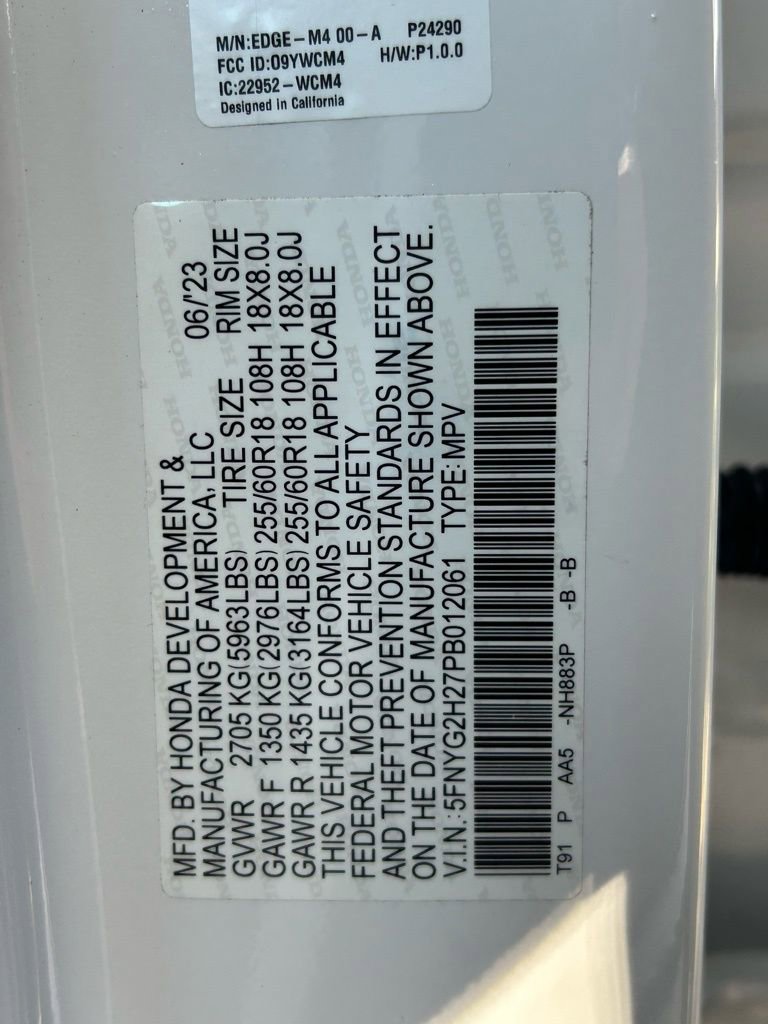 M/N:EDGE-M4 00-A P24290
FCC ID:O9YWCM4 H/W:P1.0.0
IC:22952-WCM4
Designed in California
MFD. BY HONDA DEVELOPMENT &
MANUFACTURING OF AMERICA, LLC 06/'23
GVWR 2705 KG(5963LBS) TIRE SIZE RIM SIZE
GAWR F 1350 KG(2976LBS) 255/60R18 108H 18X8.0J
GAWR R 1435 KG(3164LBS) 255/60R18 108H 18X8.0J
THIS VEHICLE CONFORMS TO ALL APPLICABLE
FEDERAL MOTOR VEHICLE SAFETY
AND THEFT PREVENTION STANDARDS IN EFFECT
ON THE DATE OF MANUFACTURE SHOWN ABOVE.
V.I.N.:5FNYG2H27PB012061 TYPE:MPV
T91 P AA5 -NH883P -B -B